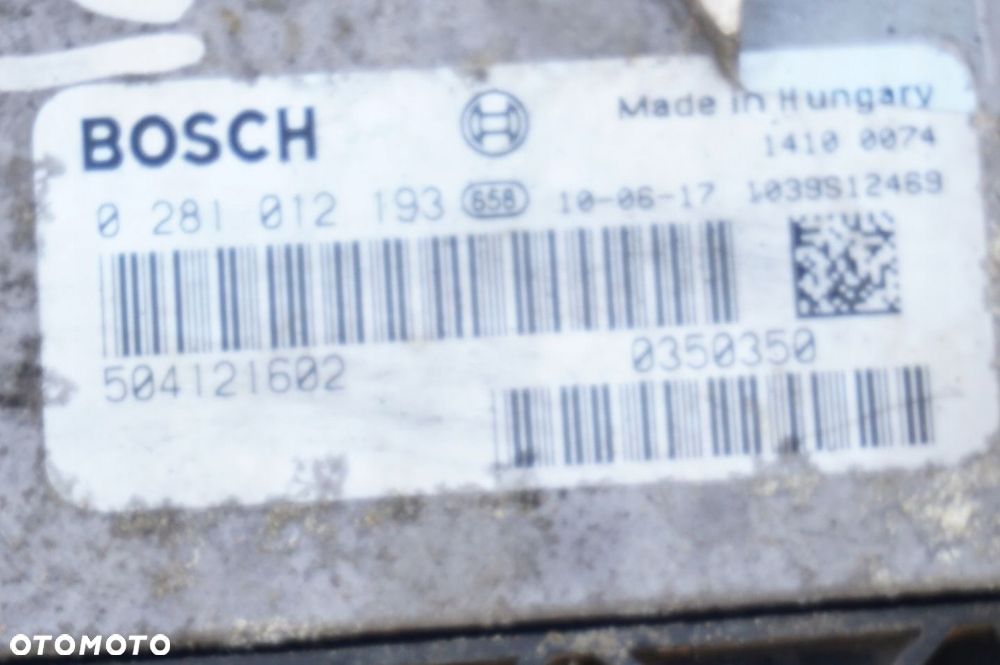 BOSCH Made in Hungary
1410 0074
0 281 012 193 658 10-06-17 1039S12469
504121602 0350350
OTOMOTO